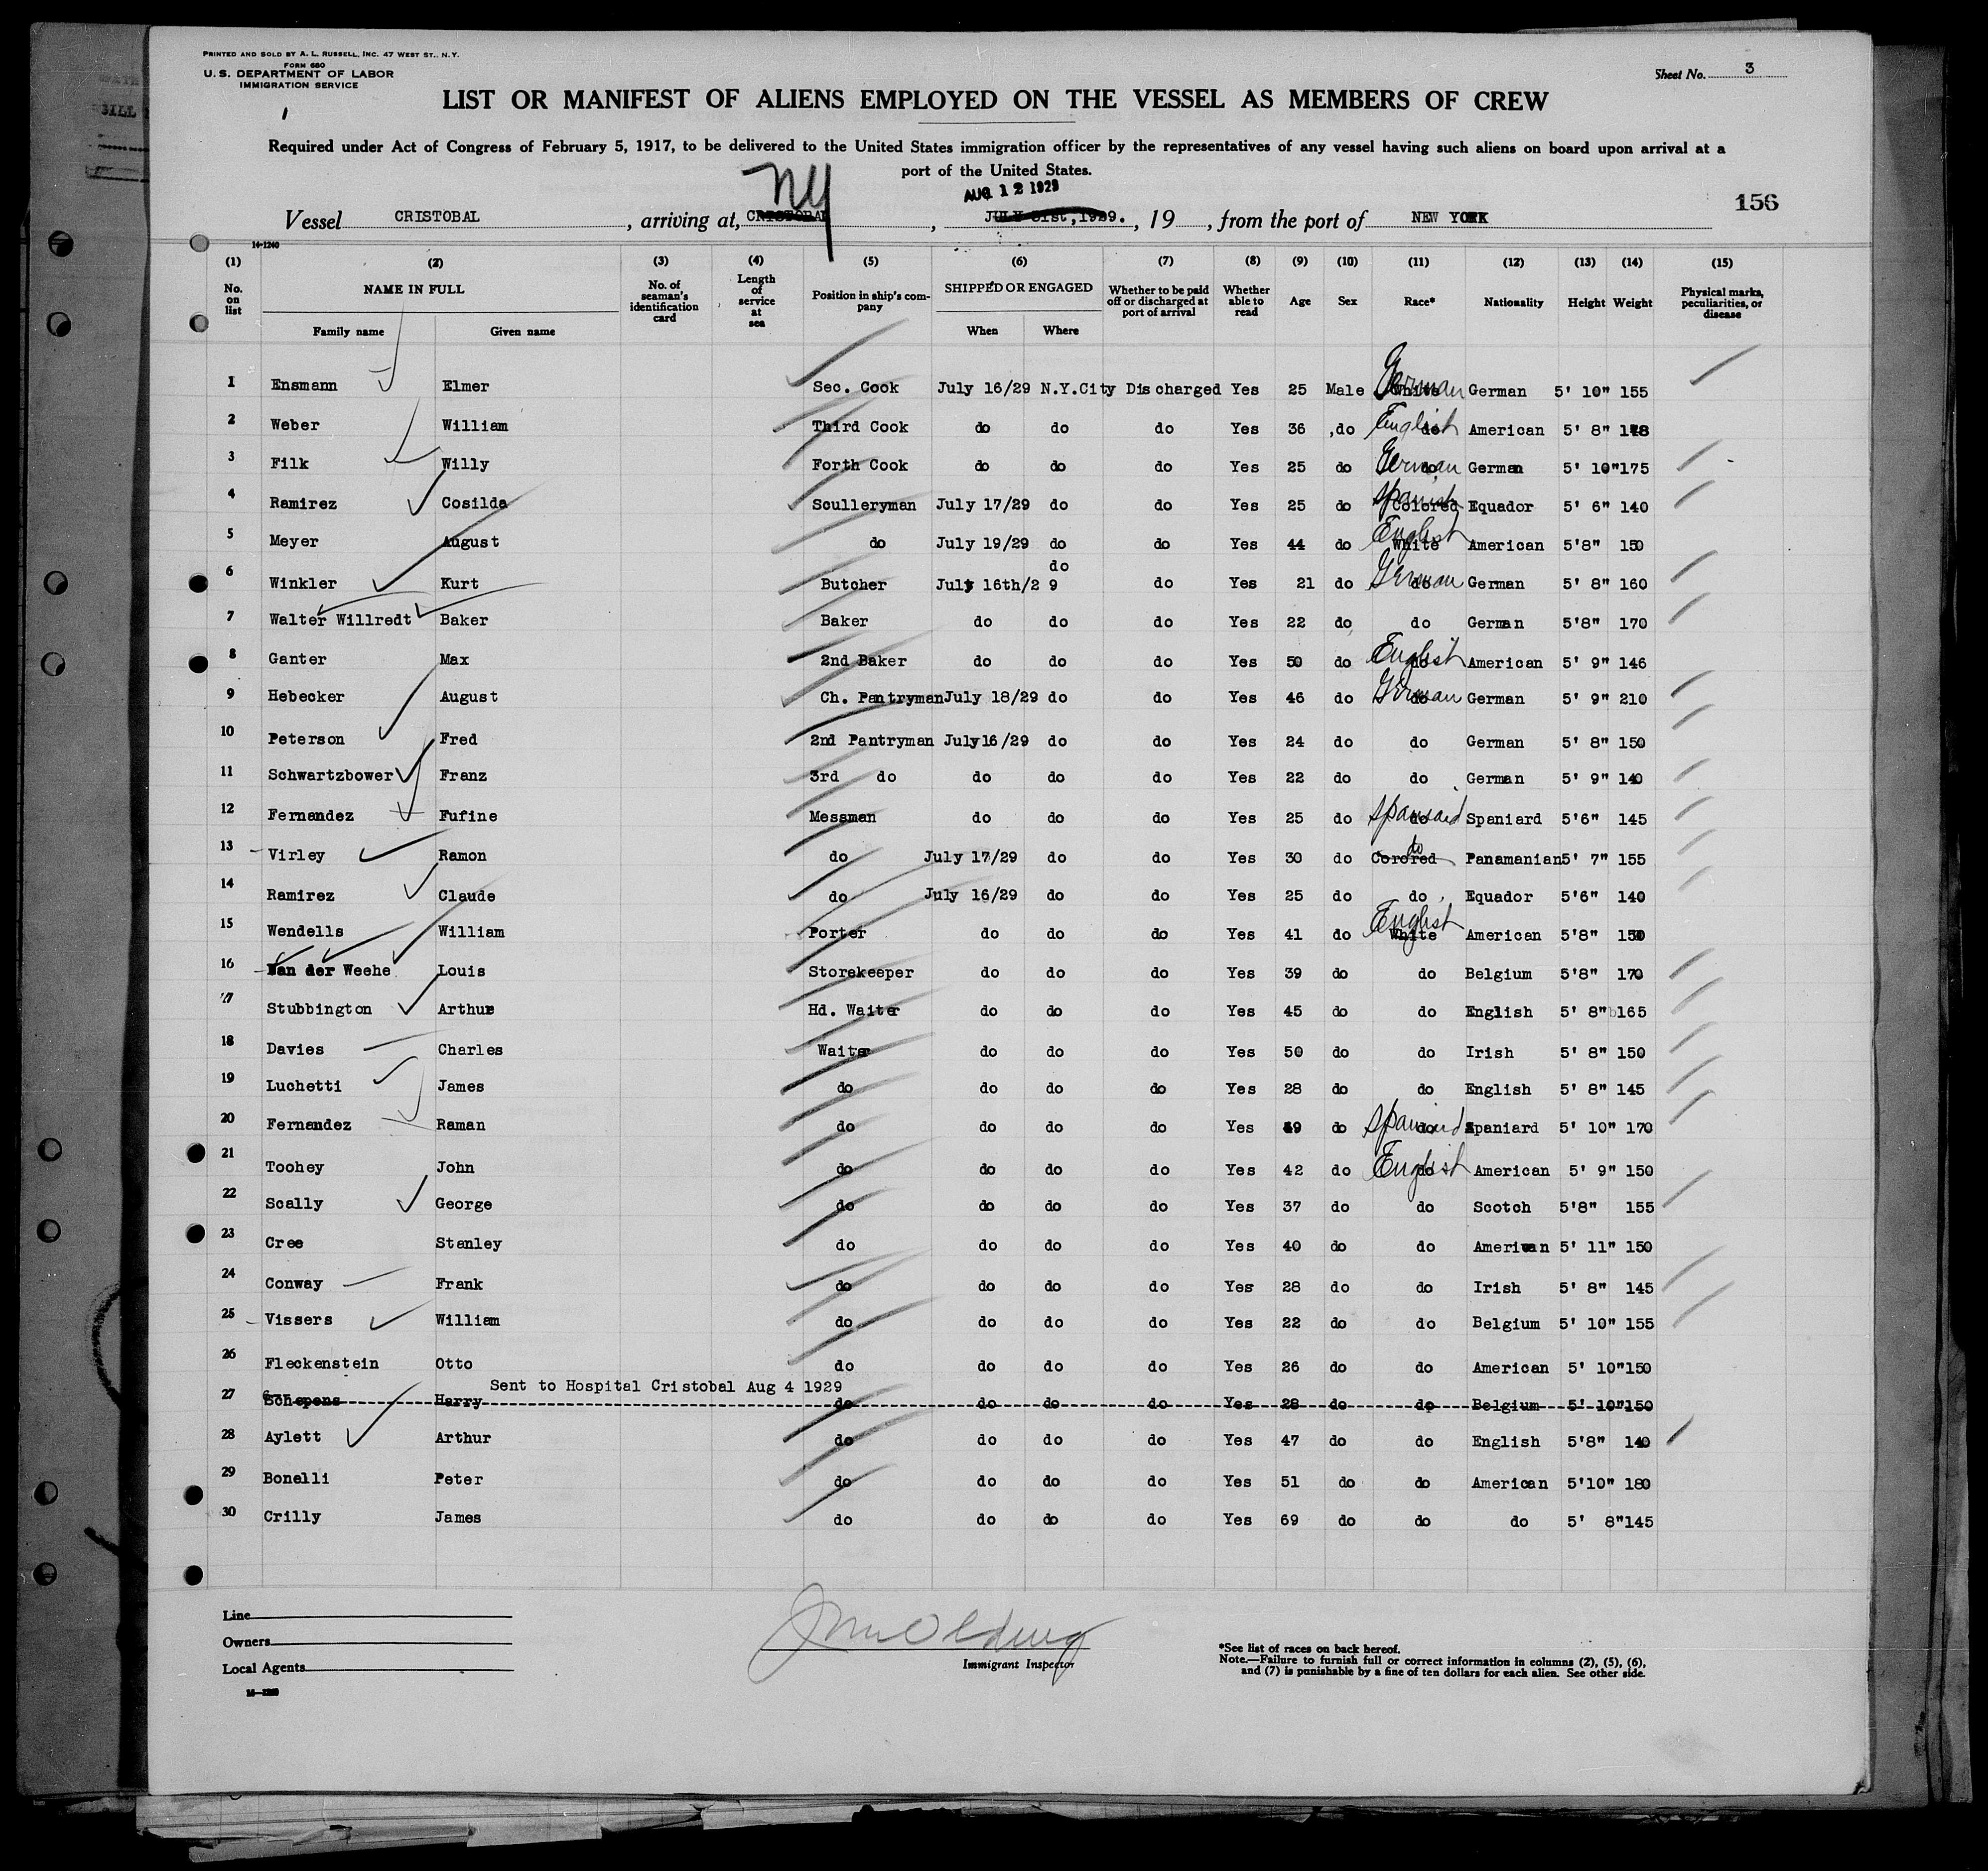 PRINTED AND SOLD BY A. L. RUSSELL, INC. 47 WEST ST., N.Y.
FORM 680
U. S. DEPARTMENT OF LABOR
IMMIGRATION SERVICE
Sheet No. 3
LIST OR MANIFEST OF ALIENS EMPLOYED ON THE VESSEL AS MEMBERS OF CREW
Required under Act of Congress of February 5, 1917, to be delivered to the United States immigration officer by the representatives of any vessel having such aliens on board upon arrival at a
port of the United States.
NY
AUG 12 1929
156
Vessel CRISTOBAL, arriving at, CRISTOBAL, JULY 31st, 1929., 19, from the port of NEW YORK
14-1240
(1) (2) (3) (4) (5) (6) (7) (8) (9) (10) (11) (12) (13) (14) (15)
No. on list NAME IN FULL Family name Given name No. of seaman's identification card Length of service at sea Position in ship's company SHIPPED OR ENGAGED When Where Whether to be paid off or discharged at port of arrival Whether able to read Age Sex Race* Nationality Height Weight Physical marks, peculiarities, or disease
1 Ensmann Elmer Sec. Cook July 16/29 N.Y.City Discharged Yes 25 Male White German German 5' 10" 155
2 Weber William Third Cook do do do Yes 36 do do English American 5' 8"
3 Filk Willy Forth Cook do do do Yes 25 do do German German 5' 10" 175
4 Ramirez Cosilda Sculleryman July 17/29 do do Yes 25 do Colored Spanish Equador 5' 6" 140
5 Meyer August do July 19/29 do do Yes 44 do White English American 5'8" 150
6 Winkler Kurt Butcher July 16th/29 do do Yes 21 do do German German 5' 8" 160
7 Walter Willredt Baker Baker do do do Yes 22 do do German 5'8" 170
8 Ganter Max 2nd Baker do do do Yes 50 do do English American 5' 9" 146
9 Hebecker August Ch. Pantryman July 18/29 do do Yes 46 do do German German 5' 9" 210
10 Peterson Fred 2nd Pantryman July 16/29 do do Yes 24 do do German 5' 8" 150
11 Schwartzbower Franz 3rd do do do do Yes 22 do do German 5' 9" 140
12 Fernandez Fufine Messman do do do Yes 25 do do Spaniard Spaniard 5'6" 145
13 Virley Ramon do July 17/29 do do Yes 30 do Corored do Panamanian 5' 7" 155
14 Ramirez Claude do July 16/29 do do Yes 25 do do Equador 5'6" 140
15 Wendells William Porter do do do Yes 41 do White English American 5'8" 150
16 Van der Weehe Louis Storekeeper do do do Yes 39 do do Belgium 5'8" 170
17 Stubbington Arthur Hd. Waiter do do do Yes 45 do do English 5' 8" 165
18 Davies Charles Waiter do do do Yes 50 do do Irish 5' 8" 150
19 Luchetti James do do do do Yes 28 do do English 5' 8" 145
20 Fernandez Raman do do do do Yes do do Spaniard Spaniard 5' 10" 170
21 Toohey John do do do do Yes 42 do do English American 5' 9" 150
22 Scally George do do do do Yes 37 do do Scotch 5'8" 155
23 Cree Stanley do do do do Yes 40 do do American 5' 11" 150
24 Conway Frank do do do do Yes 28 do do Irish 5' 8" 145
25 Vissers William do do do do Yes 22 do do Belgium 5' 10" 155
26 Fleckenstein Otto do do do do Yes 26 do do American 5' 10" 150
Sent to Hospital Cristobal Aug 4 1929
27 Schepens Harry do do do do Yes 28 do do Belgium 5' 10" 150
28 Aylett Arthur do do do do Yes 47 do do English 5'8" 140
29 Bonelli Peter do do do do Yes 51 do do American 5'10" 180
30 Crilly James do do do do Yes 69 do do do 5' 8" 145
Line
Owners
Local Agents
Immigrant Inspector
*See list of races on back hereof.
Note.—Failure to furnish full or correct information in columns (2), (5), (6),
and (7) is punishable by a fine of ten dollars for each alien. See other side.